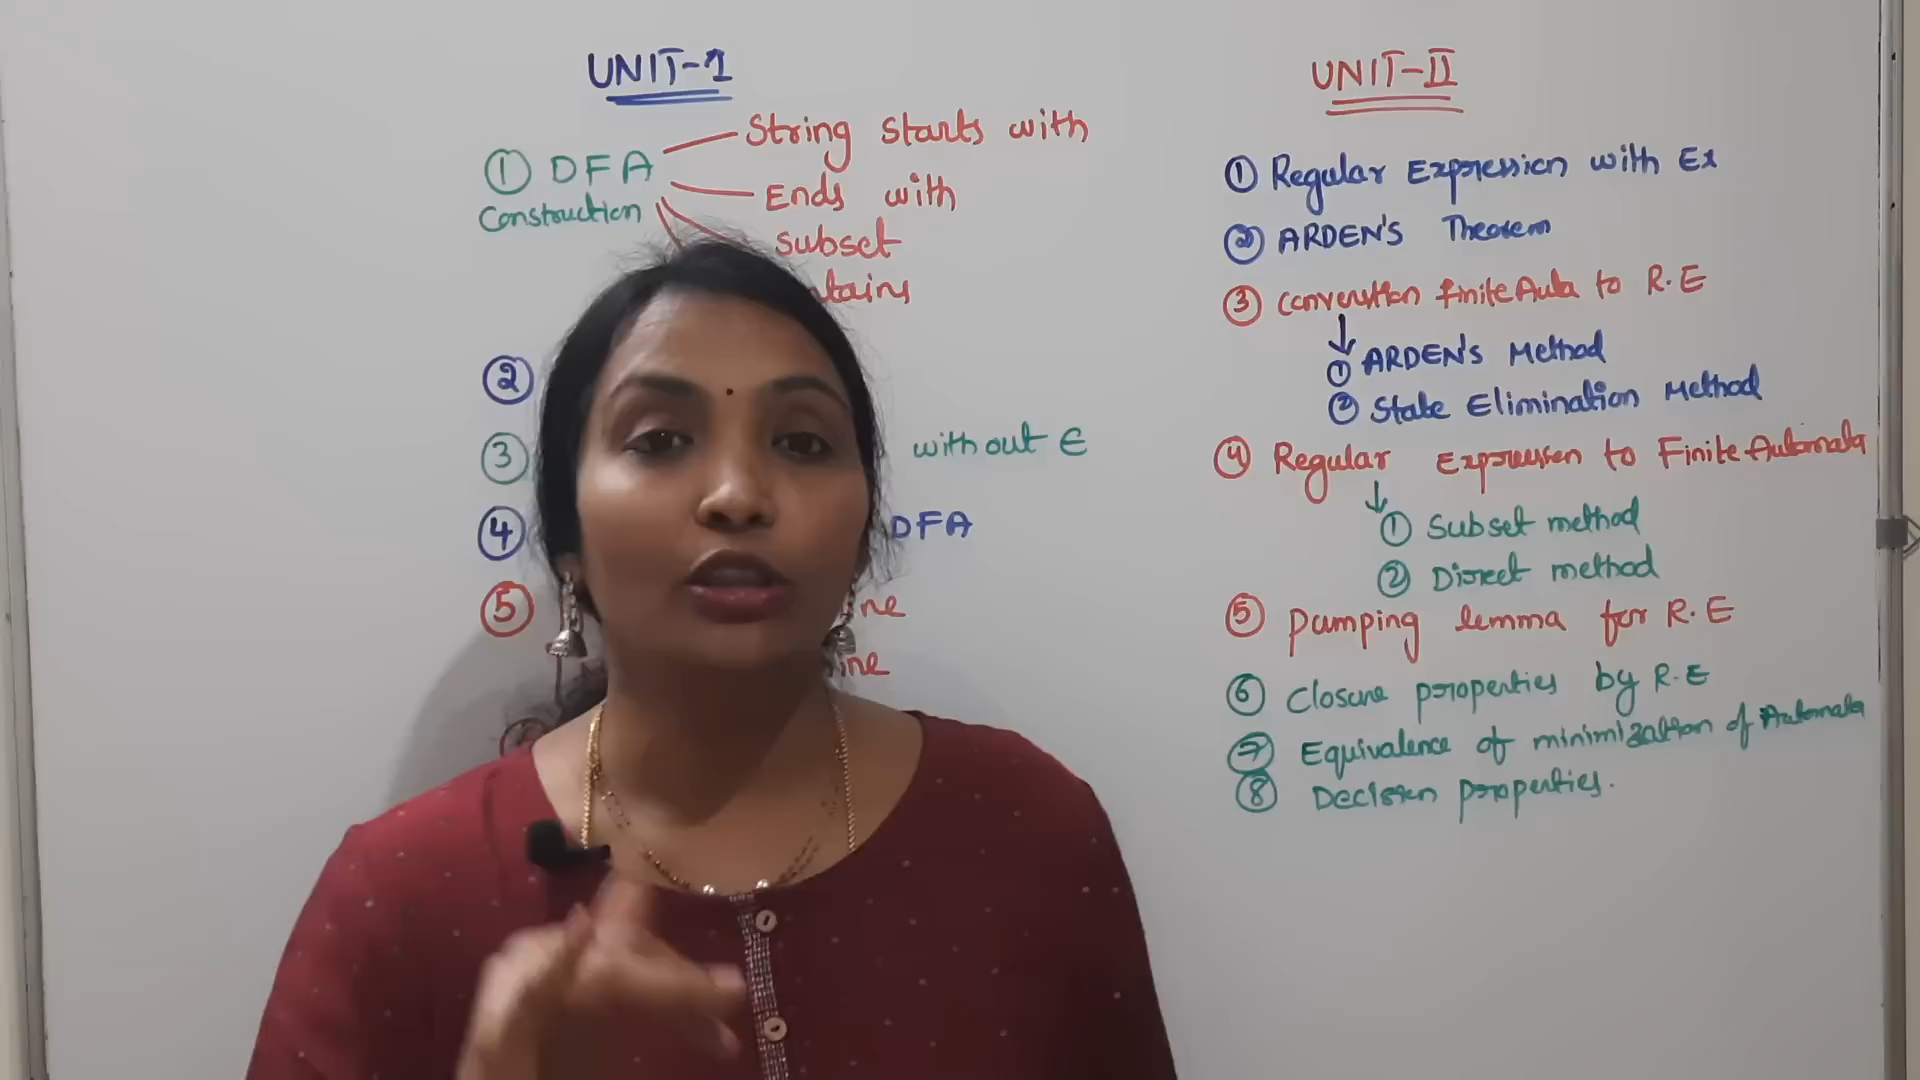 UNIT-1
① DFA
Construction
String starts with
Ends with
subset
②
③ without ∈
④ DFA
⑤
UNIT-II
① Regular Expression with Ex
② ARDEN'S Theorem
③ Conversion finite Auta to R.E
① ARDEN'S Method
② State Elimination Method
④ Regular Expression to Finite Automata
① Subset method
② Direct method
⑤ Pumping lemma for R.E
⑥ Closure properties by R.E
⑦ Equivalence of minimization of Automata
⑧ Decision properties.